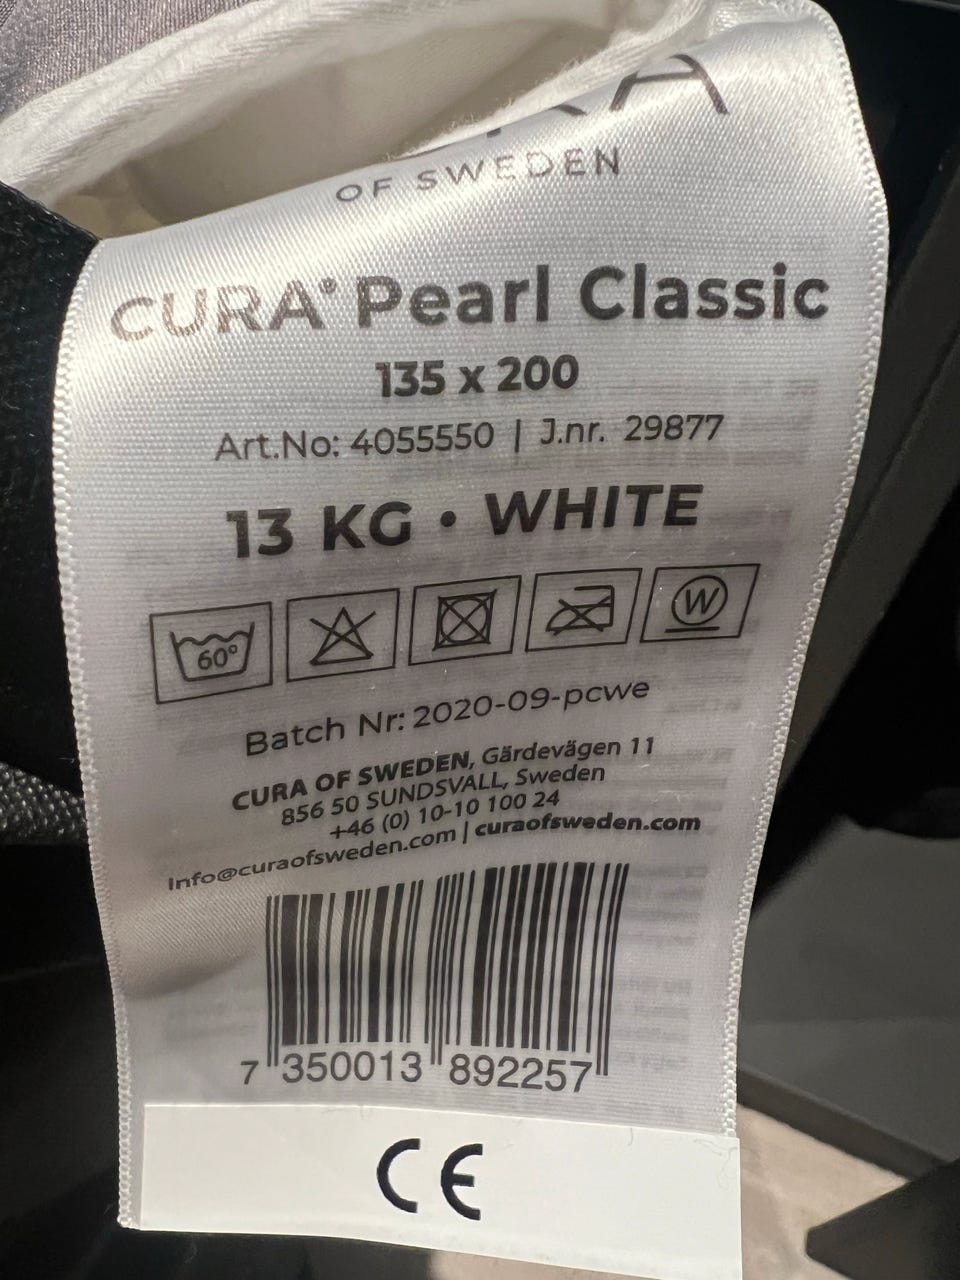 OF SWEDEN
CURA® Pearl Classic
135 x 200
Art.No: 4055550 | J.nr. 29877
13 KG • WHITE
60°
W
Batch Nr: 2020-09-pcwe
CURA OF SWEDEN, Gärdevägen 11
856 50 SUNDSVALL, Sweden
+46 (0) 10-10 100 24
Info@curaofsweden.com | curaofsweden.com
7 350013 892257
CE